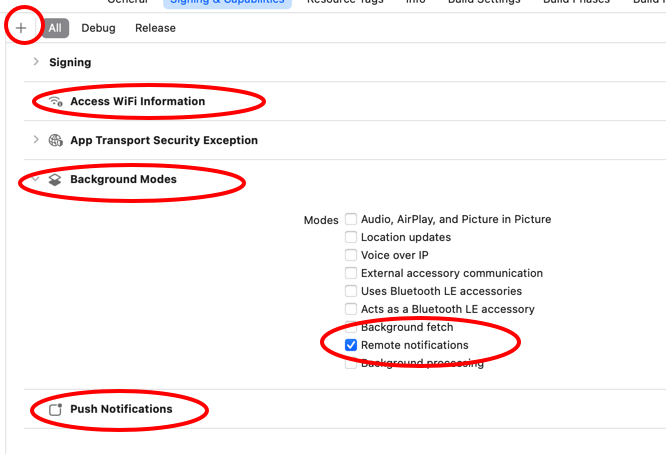 General Signing & Capabilities Resource Tags Info Build Settings Build Phases
All Debug Release
Signing
Access WiFi Information
App Transport Security Exception
Background Modes
Modes Audio, AirPlay, and Picture in Picture
Location updates
Voice over IP
External accessory communication
Uses Bluetooth LE accessories
Acts as a Bluetooth LE accessory
Background fetch
Remote notifications
Background processing
Push Notifications